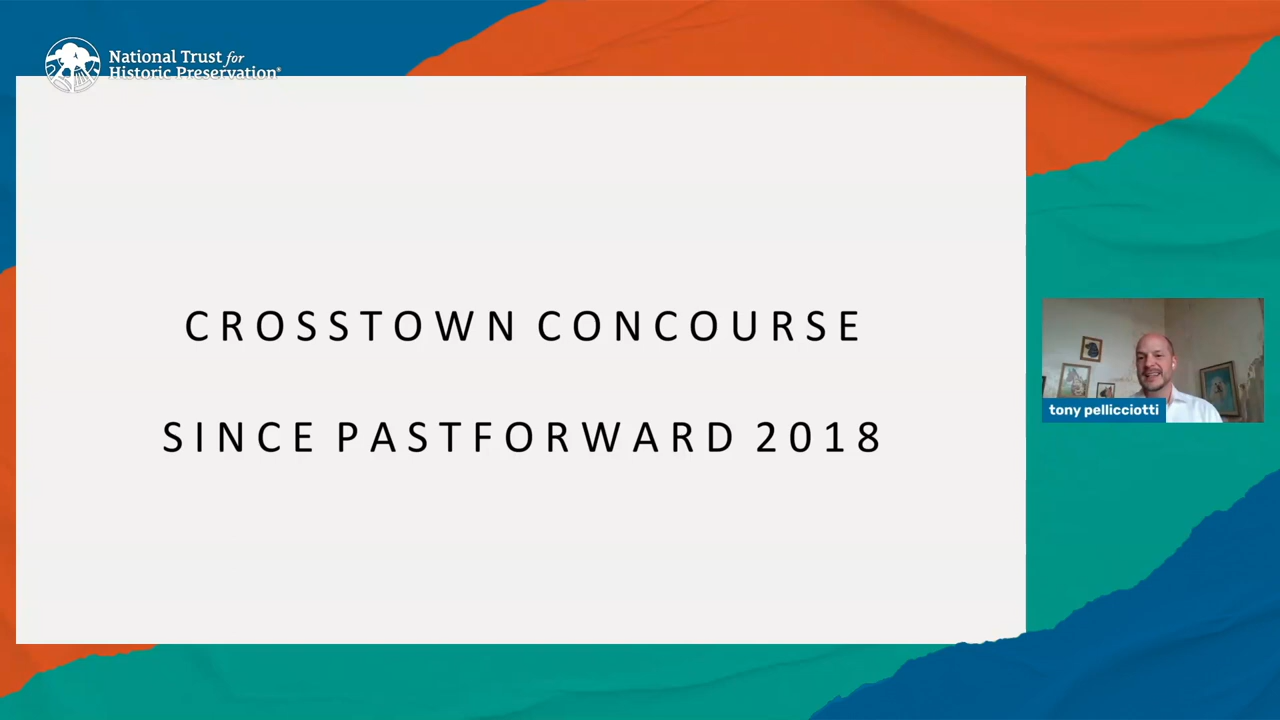 National Trust for
Historic Preservation®
CROSSTOWN CONCOURSE
SINCE PASTFORWARD 2018
tony pellicciotti